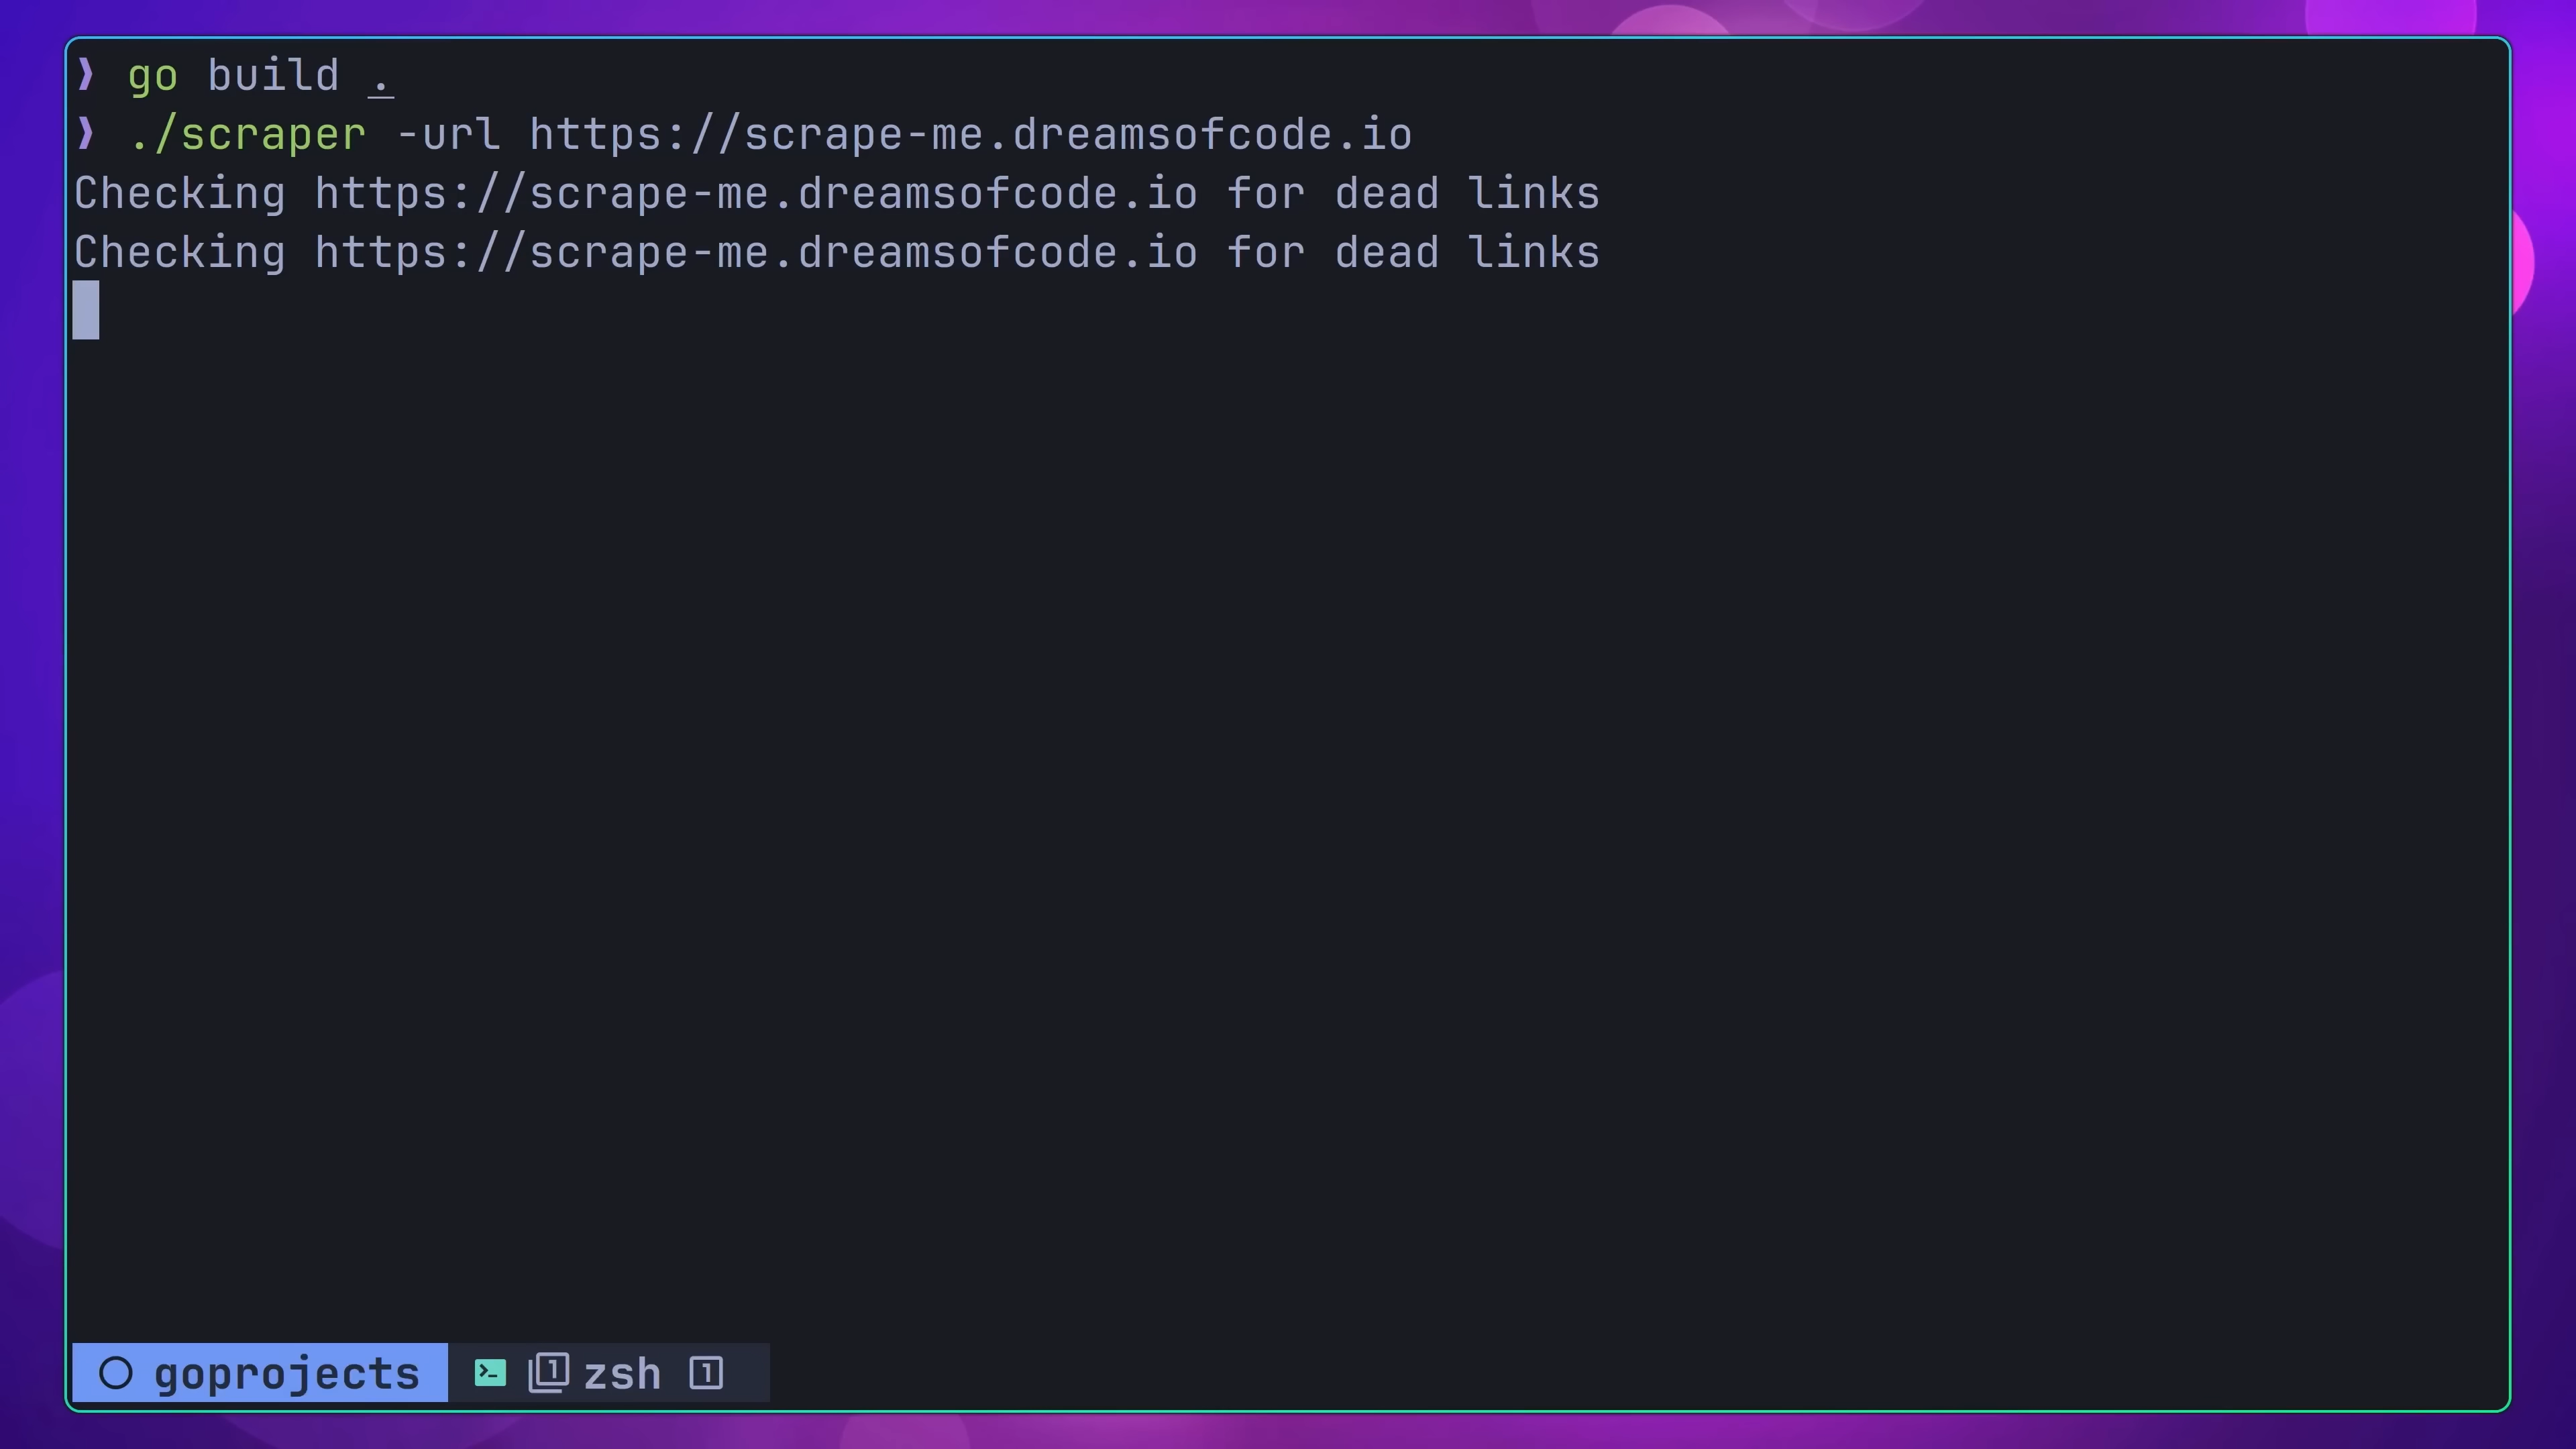 ❯ go build .
❯ ./scraper -url https://scrape-me.dreamsofcode.io
Checking https://scrape-me.dreamsofcode.io for dead links
Checking https://scrape-me.dreamsofcode.io for dead links
goprojects 1 zsh 1